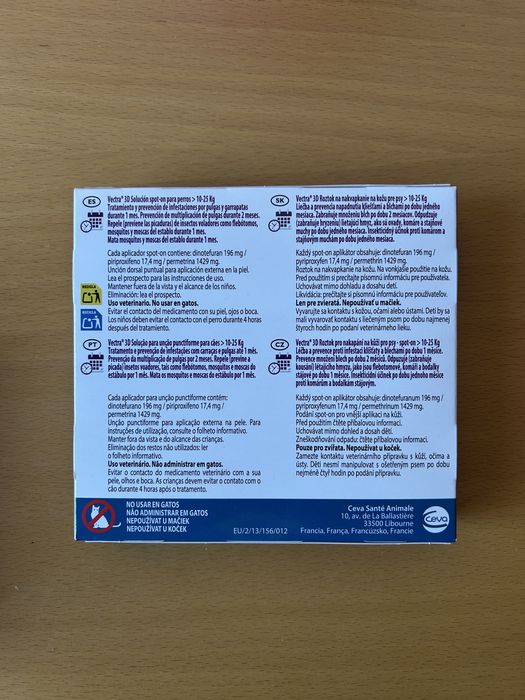 ES
Vectra® 3D Solución spot-on para perros > 10-25 Kg
Tratamiento y prevención de infestaciones por pulgas y garrapatas
durante 1 mes. Prevención de multiplicación de pulgas durante 2 meses.
Repele (previene las picaduras) de insectos voladores como flebótomos,
mosquitos y moscas del establo durante 1 mes.
Mata mosquitos y moscas del establo durante 1 mes.
Cada aplicador spot-on contiene: dinotefuran 196 mg /
piriproxifeno 17,4 mg / permetrina 1429 mg.
Unción dorsal puntual para aplicación externa en la piel.
Lea el prospecto para las instrucciones de uso.
Mantener fuera de la vista y el alcance de los niños.
Eliminación: lea el prospecto.
Uso veterinario. No usar en gatos.
Evitar el contacto del medicamento con su piel, ojos o boca.
Los niños deben evitar el contacto con el perro durante 4 horas
después del tratamiento.
RECICLA
RECICLA
SK
Vectra® 3D Roztok na nakvapkanie na kožu pre psy > 10-25 Kg
Liečba a prevencia napadnutia kliešťami a blchami po dobu jedného
mesiaca. Zabraňuje množeniu bĺch po dobu 2 mesiacov. Odpudzuje
(zabraňuje hryzeniu) lietajúci hmyz, ako sú ovady, komáre a stajňové
muchy po dobu jedného mesiaca. Insekticídny účinok proti komárom a
stajňovým muchám po dobu jedného mesiaca.
Každý spot-on aplikátor obsahuje: dinotefuran 196 mg /
pyriproxyfen 17,4 mg / permetrin 1429 mg.
Roztok na nakvapkanie na kožu. Na vonkajšie použitie na kožu.
Pred použitím si prečítajte písomnú informáciu pre používateľa.
Uchovávať mimo dohľadu a dosahu detí.
Likvidácia: prečítajte si písomnú informáciu pre používateľov.
Len pre zvieratá. Nepoužívať u mačiek.
Vyvarujte sa kontaktu s kožou, očami alebo ústami. Deti by sa
mali vyvarovať kontaktu s liečeným psom po dobu najmenej
štyroch hodín po podaní veterinárneho lieku.
PT
Vectra® 3D Solução para unção punctiforme para cães > 10-25 Kg
Tratamento e prevenção de infestações com carraças e pulgas até 1 mês.
Prevenção da multiplicação de pulgas por 2 meses. Repele (previne a
picada) insetos voadores, tais como flebótomos, mosquitos e moscas do
estábulo por 1 mês. Mata os mosquitos e moscas do estábulo por 1 mês.
Cada aplicador para unção punctiforme contém:
dinotefurano 196 mg / piriproxifeno 17,4 mg /
permetrina 1429 mg.
Unção punctiforme para aplicação externa na pele. Para
instruções de utilização, consulte o folheto informativo.
Manter fora da vista e do alcance das crianças.
Eliminação dos restos não utilizados: ler
o folheto informativo.
Uso veterinário. Não administrar em gatos.
Evitar o contacto do medicamento veterinário com a sua
pele, olhos e boca. As crianças devem evitar o contato com o
cão durante 4 horas após o tratamento.
CZ
Vectra® 3D Roztok pro nakapání na kůži pro psy - spot-on > 10-25 Kg
Léčba a prevence proti infestaci klíšťaty a blechami po dobu 1 měsíce.
Prevence množení blech po dobu 2 měsíců. Odpuzuje (zabraňuje
kousání) létajícího hmyzu, jako jsou flebotomové, komáři a bodalky
stájové po dobu 1 měsíce. Insekticidní účinek po dobu jednoho měsíce
proti komárům a bodalkám stájovým.
Každý spot-on aplikátor obsahuje: dinotefuranum 196 mg /
pyriproxyfenum 17,4 mg / permethrinum 1429 mg.
Podání spot-on pro vnější aplikaci na kůži.
Před použitím čtěte příbalovou informaci.
Uchovávat mimo dohled a dosah dětí.
Zneškodňování odpadu: čtěte příbalovou informaci.
Pouze pro zvířata. Nepoužívat u koček.
Zamezte kontaktu veterinárního přípravku s kůží, očima a
ústy. Děti nesmí manipulovat s ošetřeným psem po dobu
nejméně čtyř hodin po podání přípravku.
NO USAR EN GATOS
NÃO ADMINISTRAR EM GATOS
NEPOUŽÍVAT U MAČIEK
NEPOUŽÍVAT U KOČEK
EU/2/13/156/012
Ceva Santé Animale
10, av. de La Ballastière
33500 Libourne
Francia, França, Francúzsko, Francie
ceva